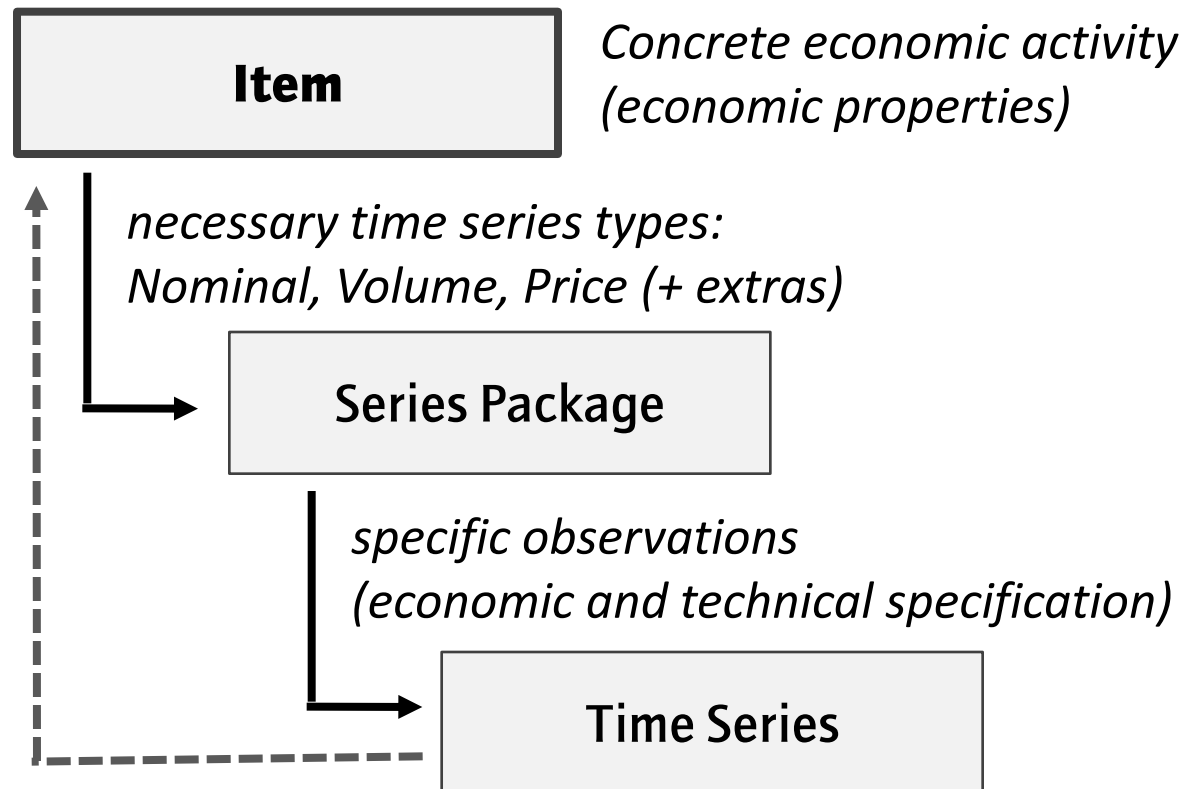 Item
Concrete economic activity
(economic properties)
necessary time series types:
Nominal, Volume, Price (+ extras)
Series Package
specific observations
(economic and technical specification)
Time Series